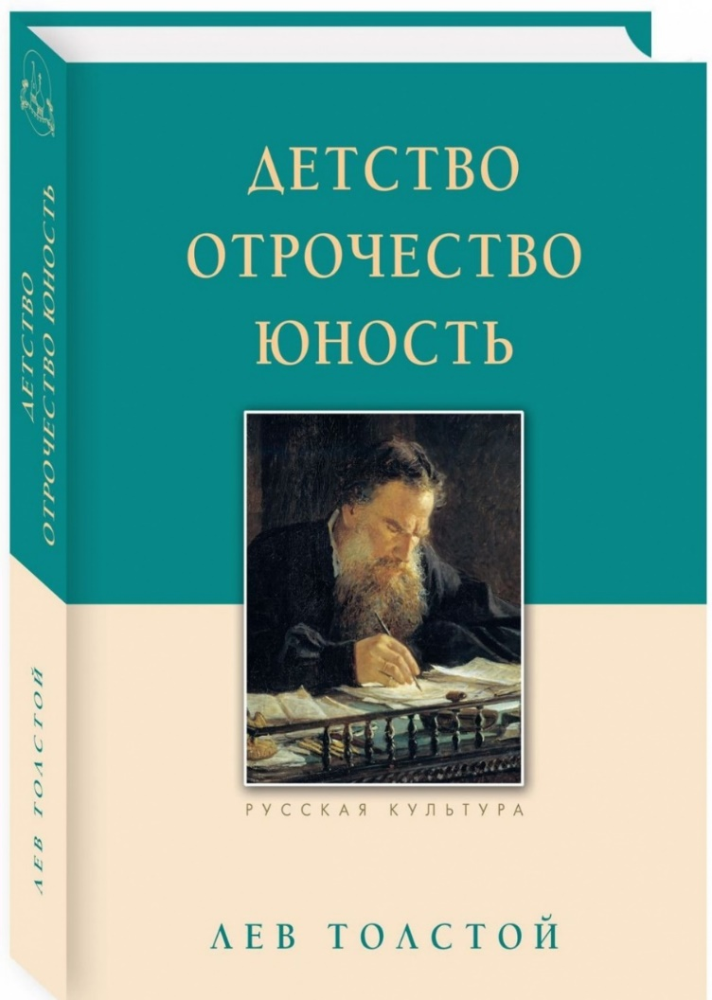 ДЕТСТВО
ОТРОЧЕСТВО
ЮНОСТЬ
РУССКАЯ КУЛЬТУРА
ЛЕВ ТОЛСТОЙ
ДЕТСТВО
ОТРОЧЕСТВО ЮНОСТЬ
ЛЕВ ТОЛСТОЙ